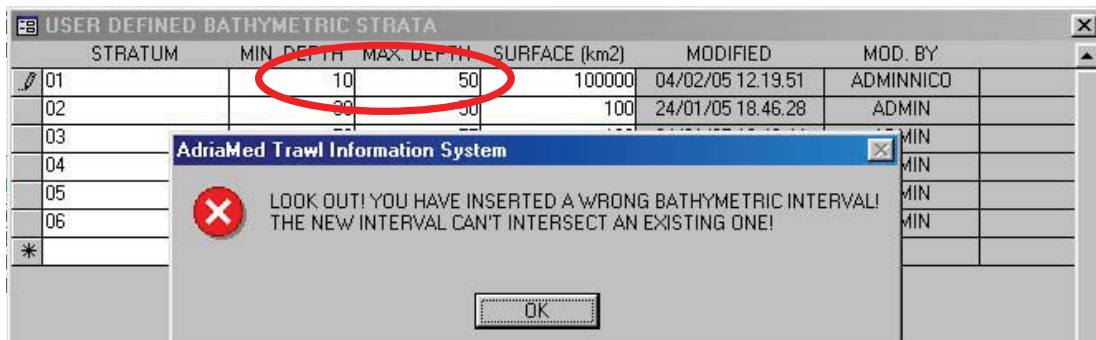 USER DEFINED BATHYMETRIC STRATA
STRATUM MIN. DEPTH MAX. DEPTH SURFACE (km2) MODIFIED MOD. BY
01 10 50 100000 04/02/05 12.19.51 ADMINNICO
02 100 24/01/05 18.46.28 ADMIN
03
04
05
06
AdriaMed Trawl Information System
LOOK OUT! YOU HAVE INSERTED A WRONG BATHYMETRIC INTERVAL!
THE NEW INTERVAL CAN'T INTERSECT AN EXISTING ONE!
OK